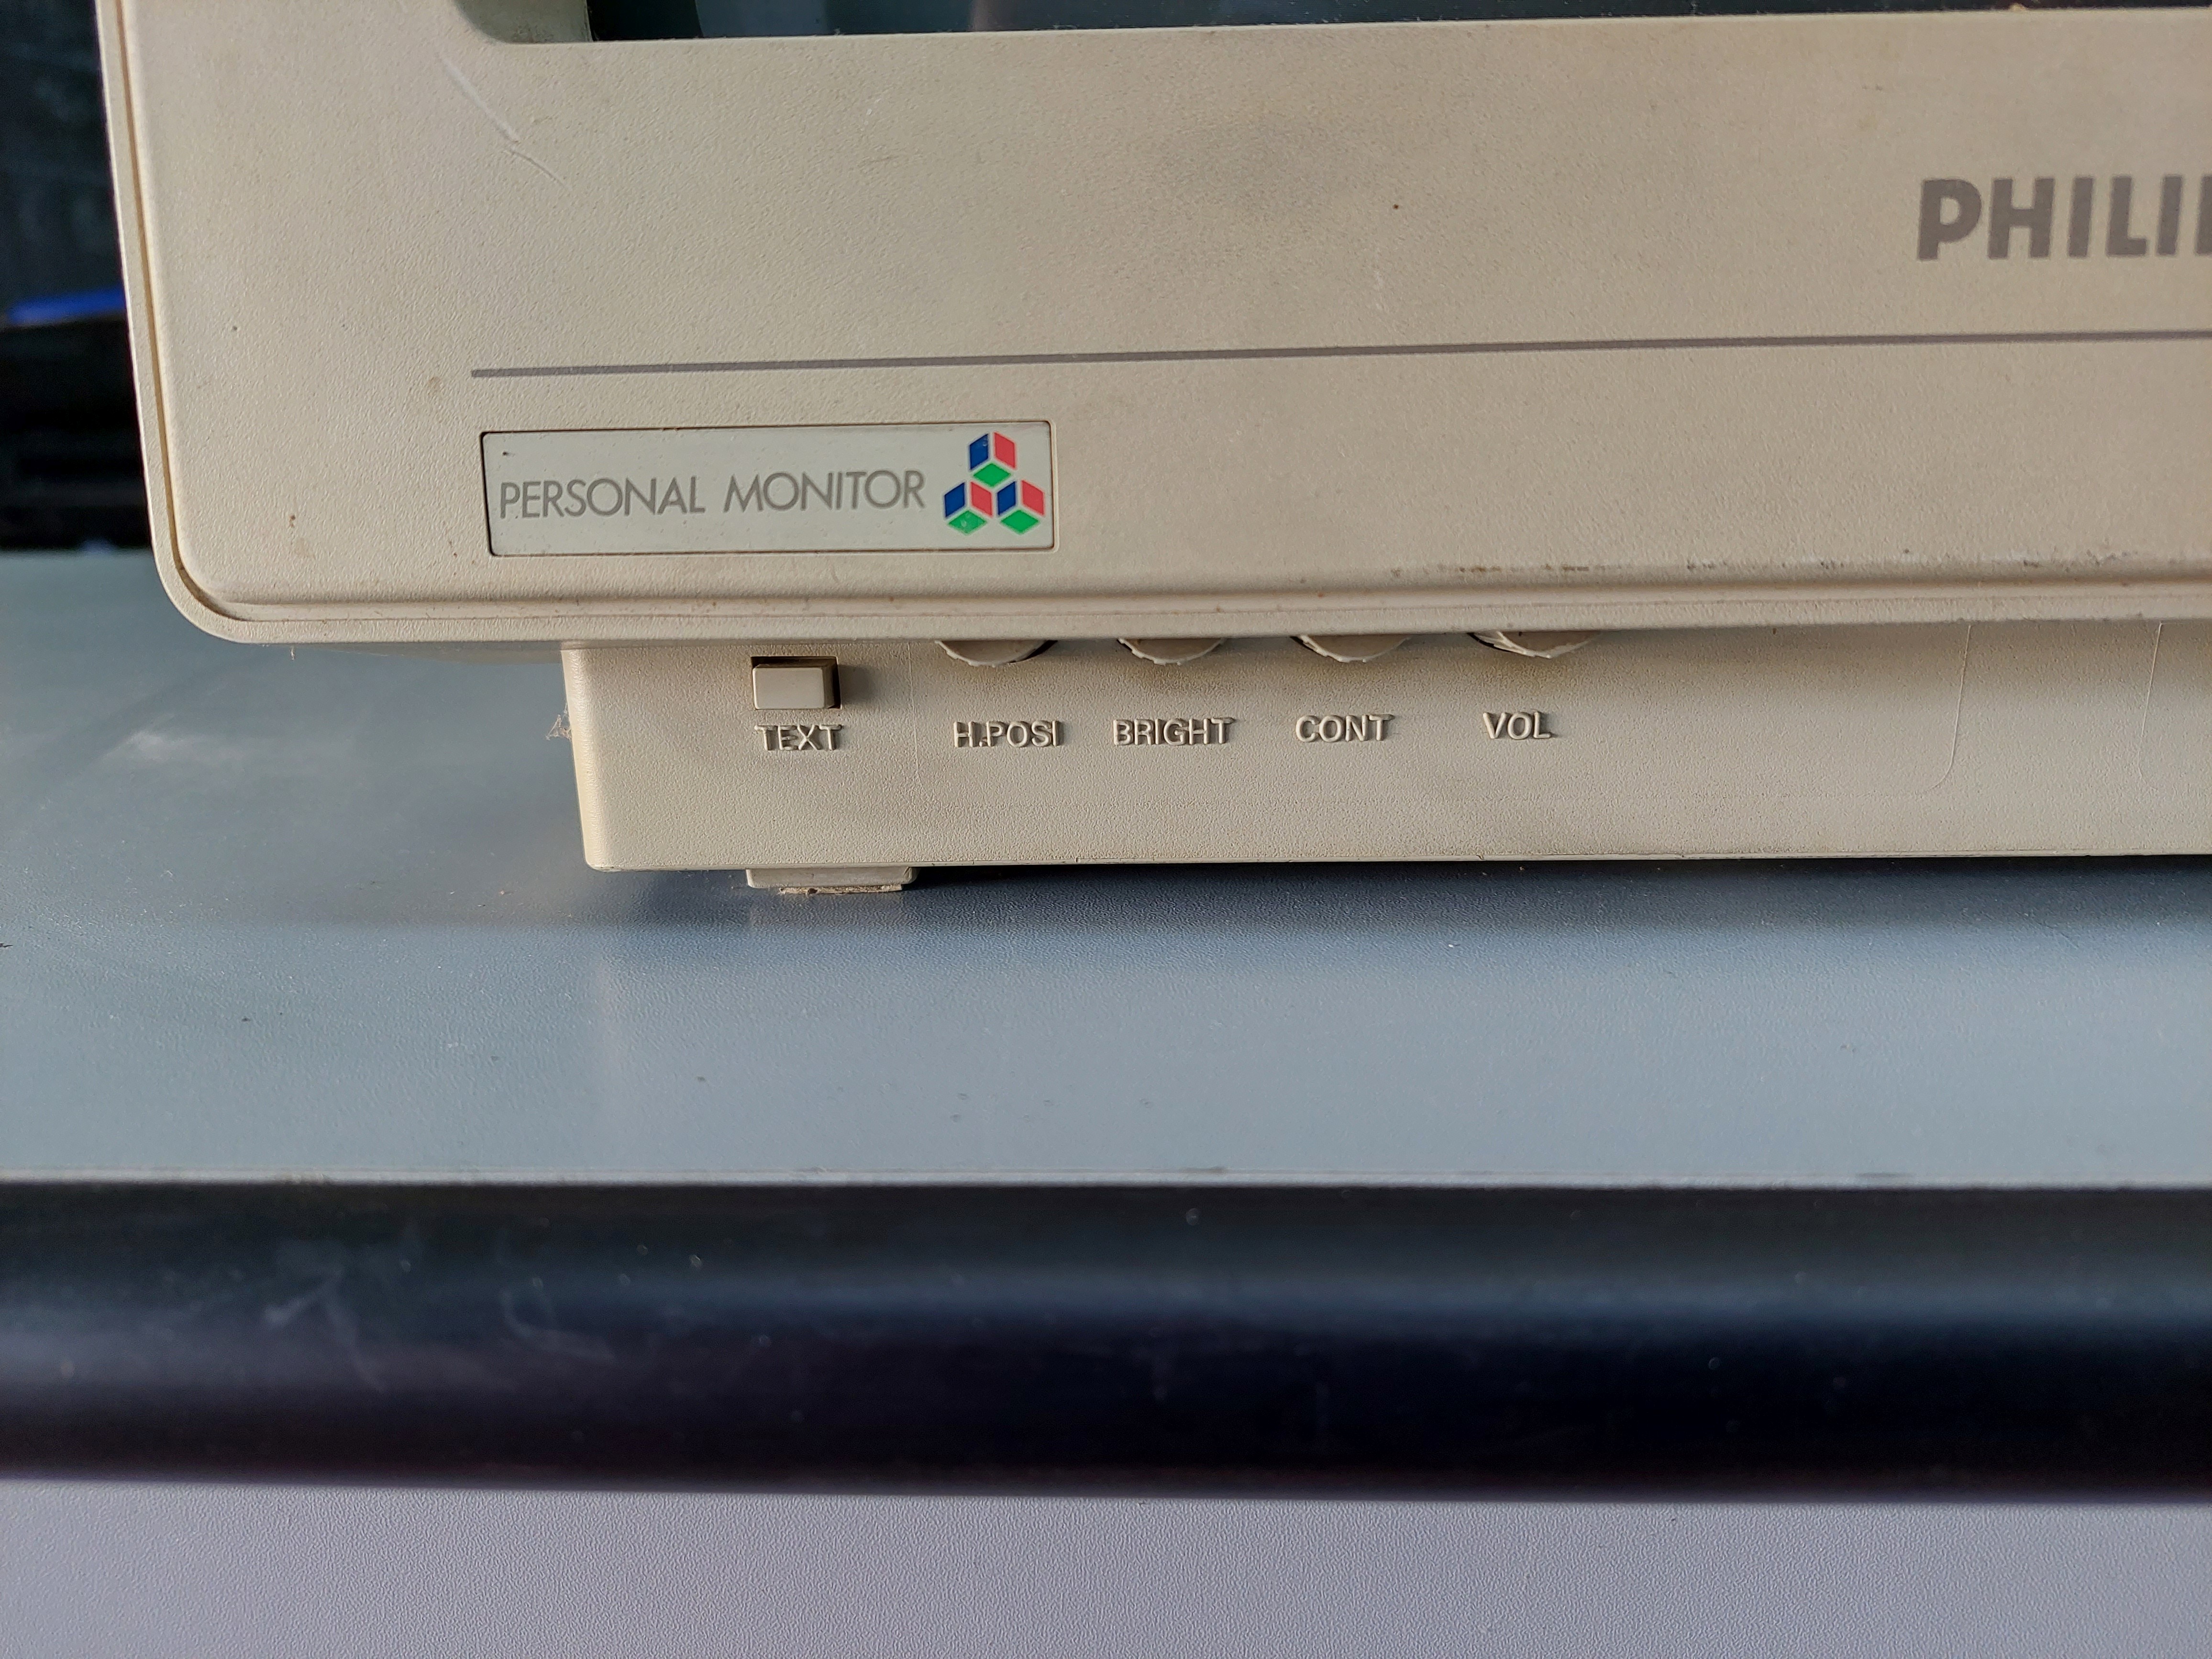 PHILI
PERSONAL MONITOR
TEXT H.POSI BRIGHT CONT VOL